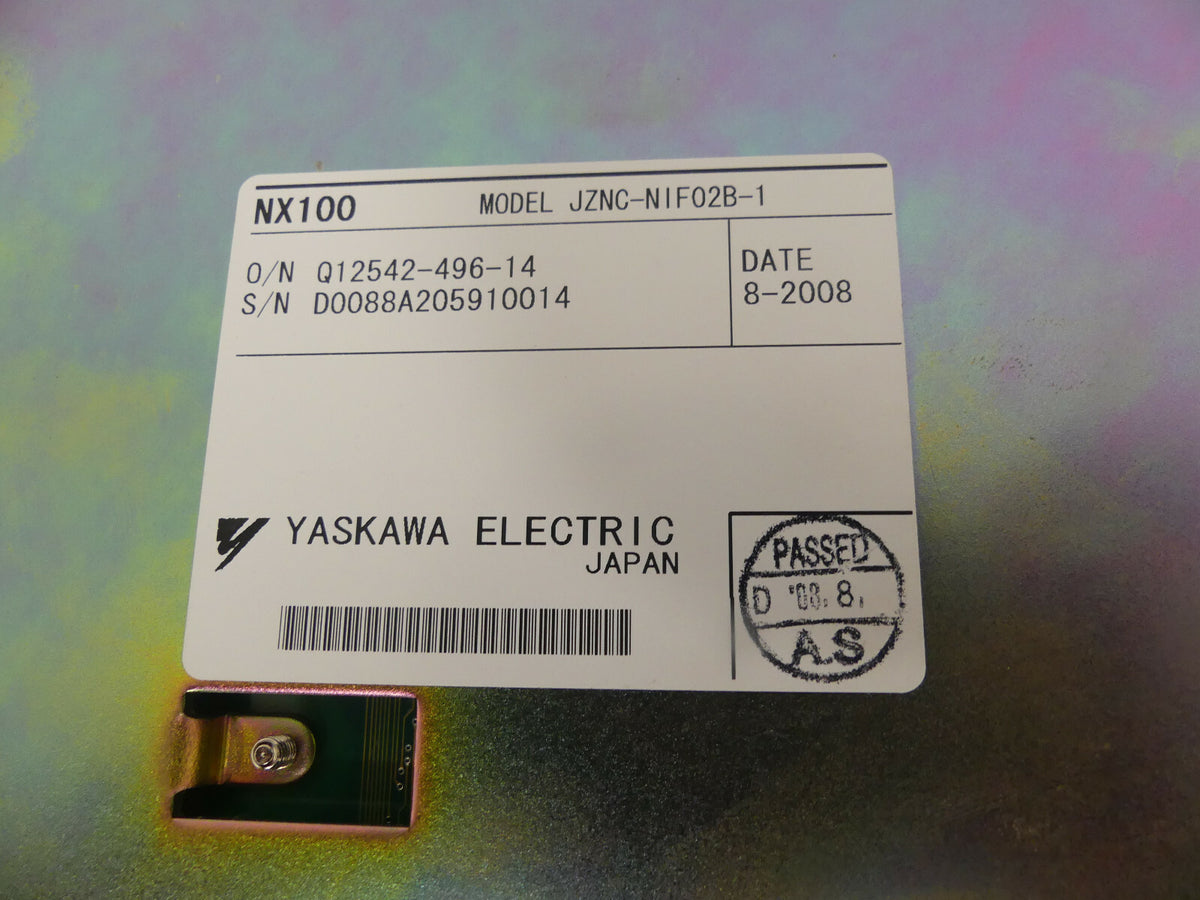 NX100 MODEL JZNC-NIF02B-1
O/N Q12542-496-14
S/N D0088A205910014
DATE
8-2008
YASKAWA ELECTRIC
JAPAN
PASSED
D '08.8.
A.S